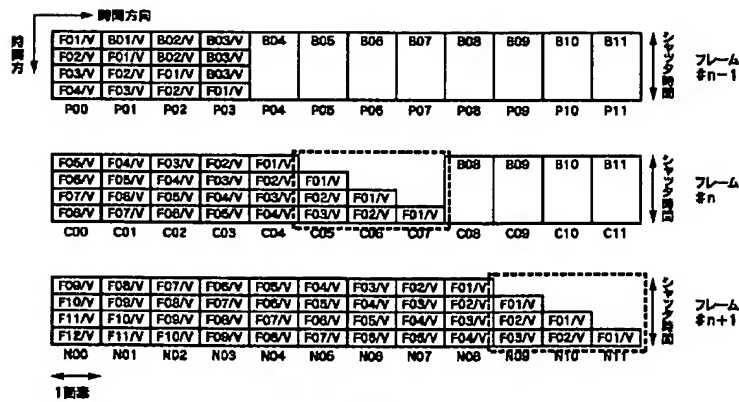 時間方向
時間方
F01/V B01/V B02/V B03/V B04 B05 B06 B07 B08 B09 B10 B11
F02/V F01/V B02/V B03/V
F03/V F02/V F01/V B03/V
F04/V F03/V F02/V F01/V
P00 P01 P02 P03 P04 P05 P06 P07 P08 P09 P10 P11
シャッタ時間
フレーム
#n-1
F05/V F04/V F03/V F02/V F01/V B08 B09 B10 B11
F06/V F05/V F04/V F03/V F02/V F01/V
F07/V F06/V F05/V F04/V F03/V F02/V F01/V
F08/V F07/V F06/V F05/V F04/V F03/V F02/V F01/V
C00 C01 C02 C03 C04 C05 C06 C07 C08 C09 C10 C11
シャッタ時間
フレーム
#n
F09/V F08/V F07/V F06/V F05/V F04/V F03/V F02/V F01/V
F10/V F09/V F08/V F07/V F06/V F05/V F04/V F03/V F02/V F01/V
F11/V F10/V F09/V F08/V F07/V F06/V F05/V F04/V F03/V F02/V F01/V
F12/V F11/V F10/V F09/V F08/V F07/V F06/V F05/V F04/V F03/V F02/V F01/V
N00 N01 N02 N03 N04 N05 N06 N07 N08 N09 N10 N11
シャッタ時間
フレーム
#n+1
1画素